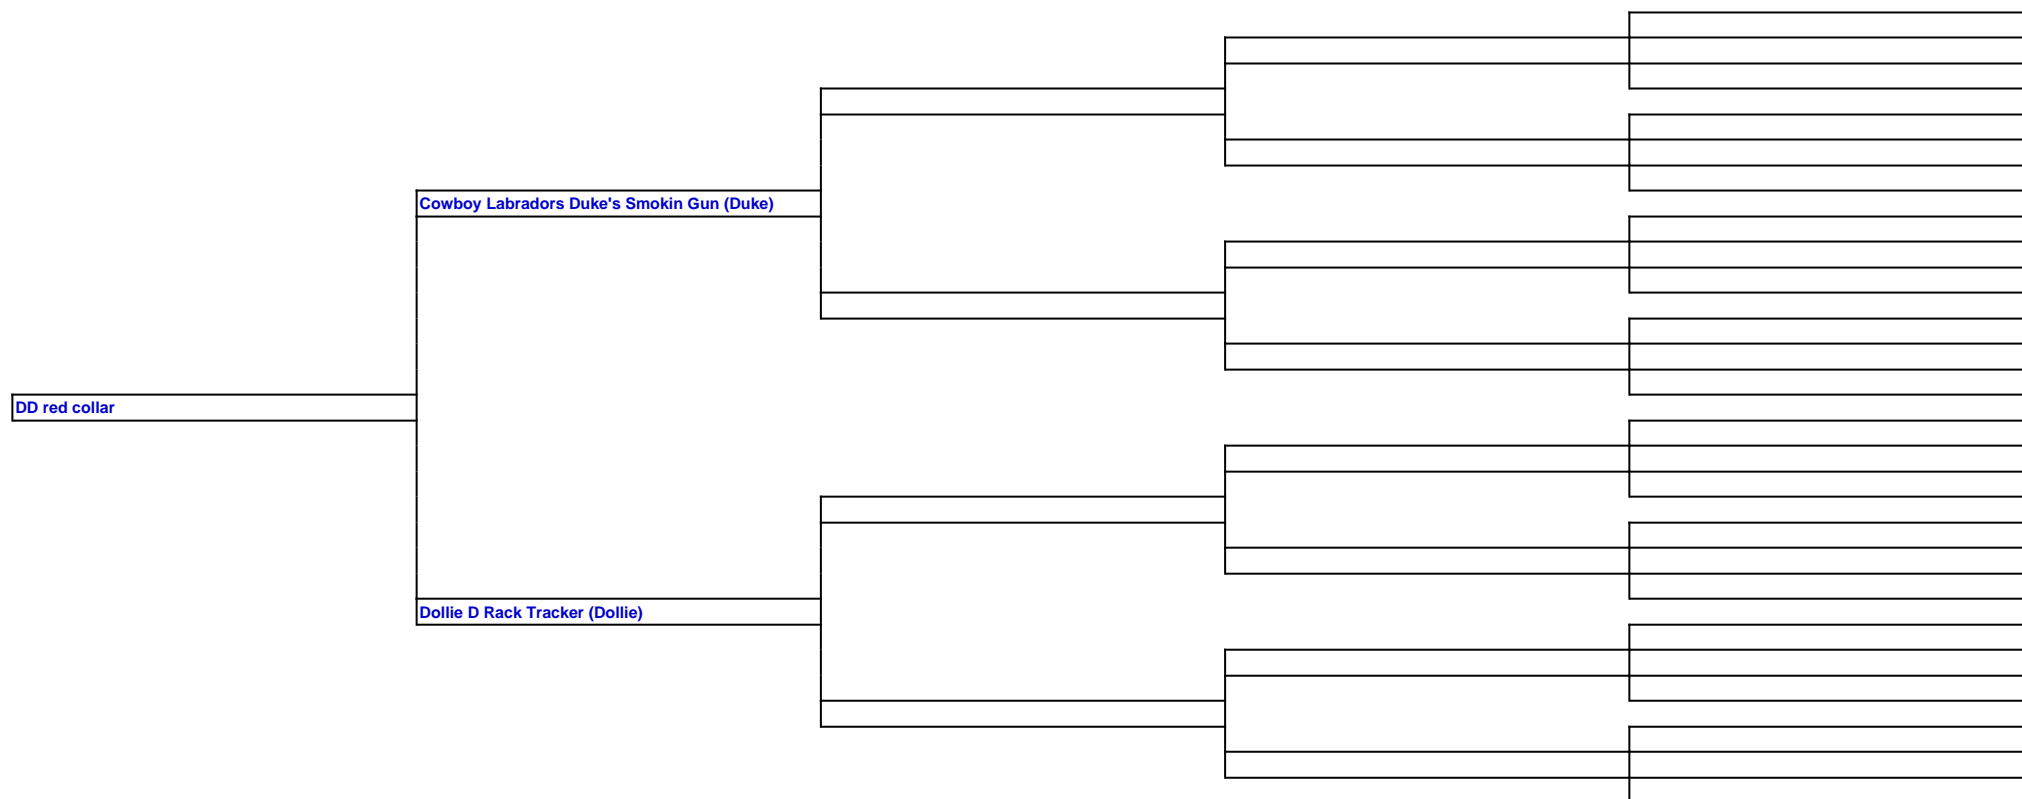 Cowboy Labradors Duke's Smokin Gun (Duke)
DD red collar
Dollie D Rack Tracker (Dollie)